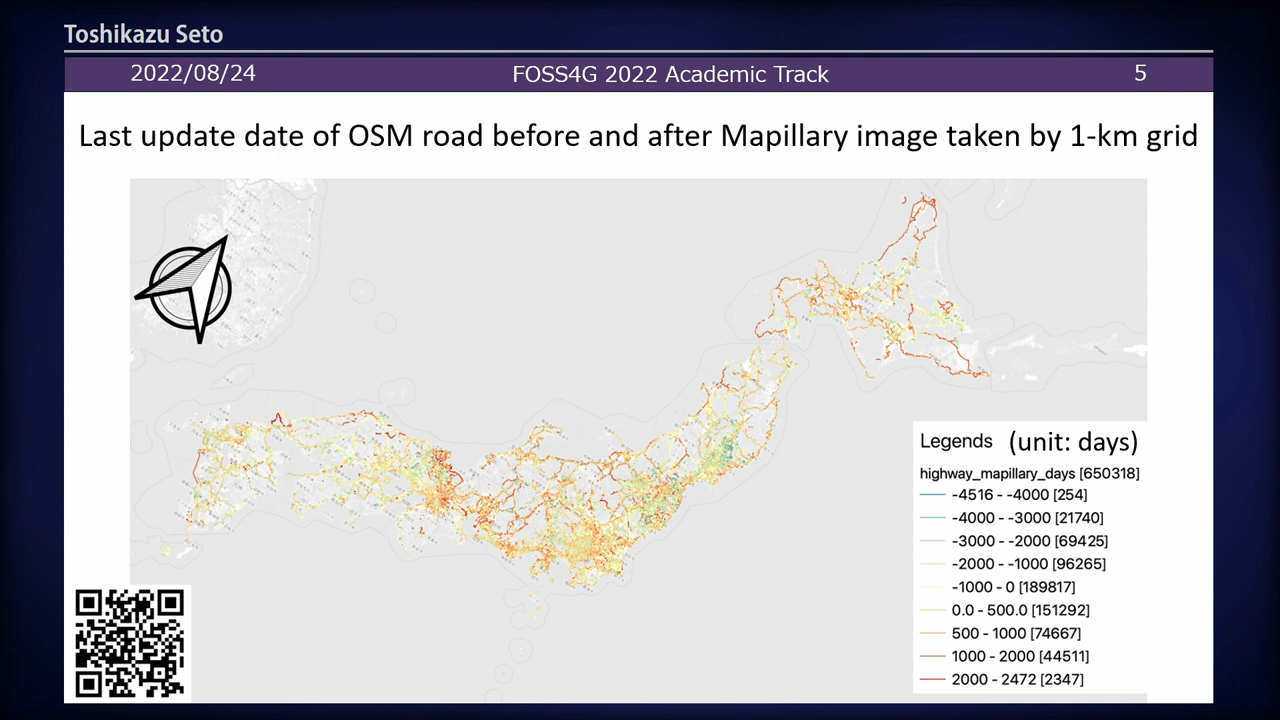 Toshikazu Seto
2022/08/24 FOSS4G 2022 Academic Track 5
Last update date of OSM road before and after Mapillary image taken by 1-km grid
Legends (unit: days)
highway_mapillary_days [650318]
-4516 - -4000 [254]
-4000 - -3000 [21740]
-3000 - -2000 [69425]
-2000 - -1000 [96265]
-1000 - 0 [189817]
0.0 - 500.0 [151292]
500 - 1000 [74667]
1000 - 2000 [44511]
2000 - 2472 [2347]